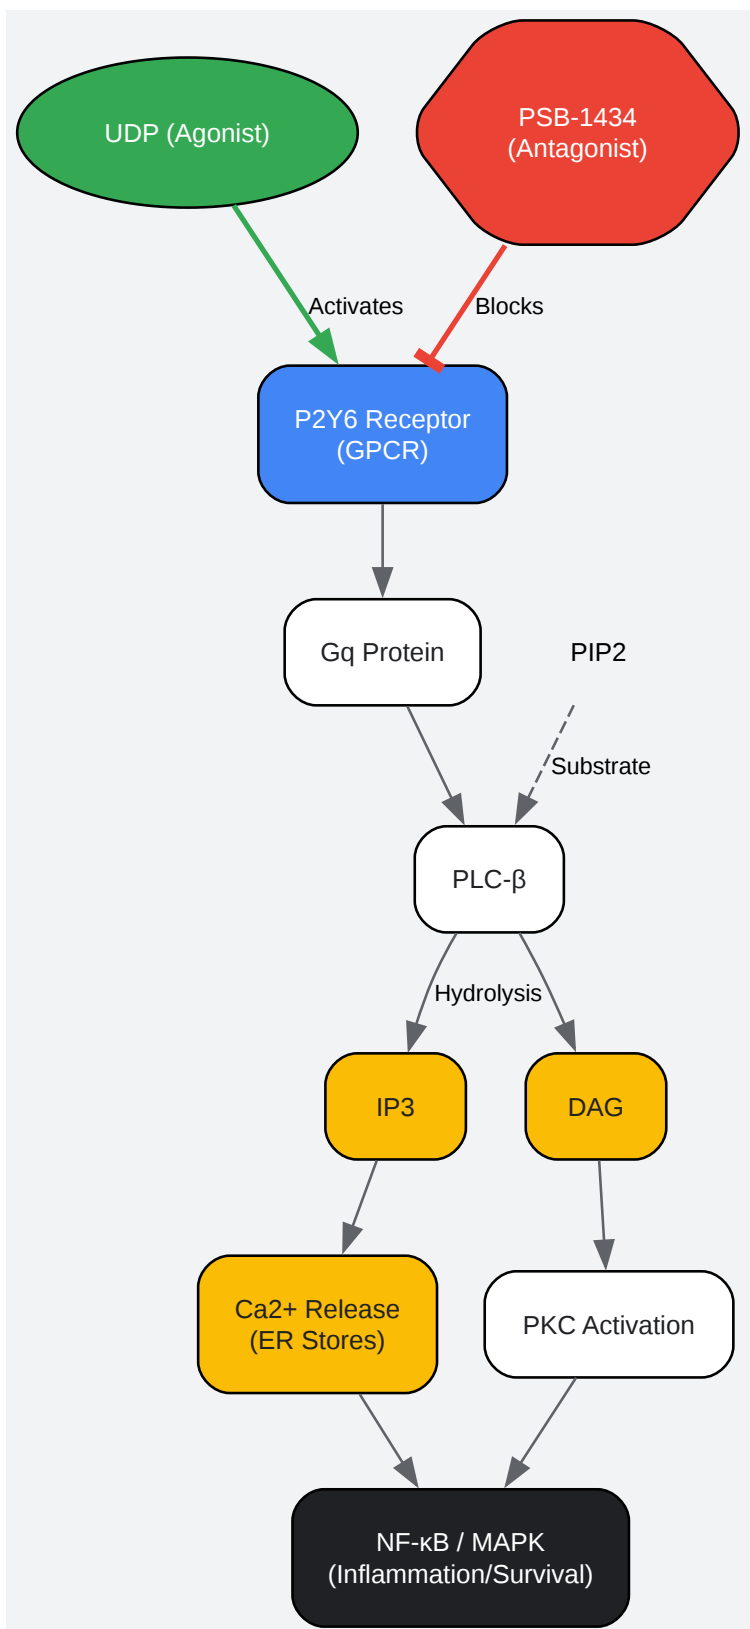 UDP (Agonist)
PSB-1434
(Antagonist)
Activates
Blocks
P2Y6 Receptor
(GPCR)
Gq Protein
PIP2
Substrate
PLC-β
Hydrolysis
IP3
DAG
Ca2+ Release
(ER Stores)
PKC Activation
NF-κB / MAPK
(Inflammation/Survival)